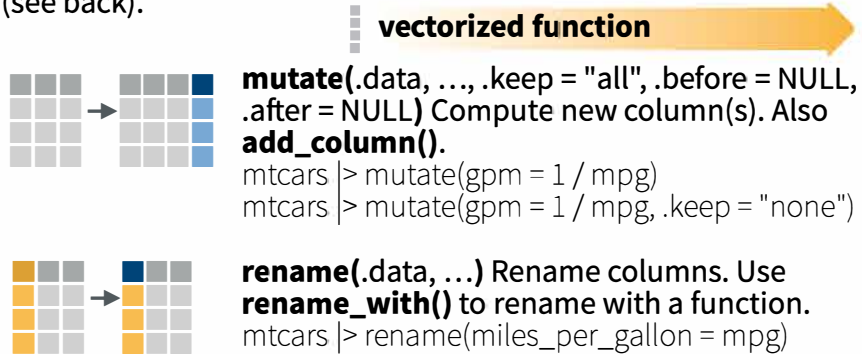 (see back).
vectorized function
mutate(.data, …, .keep = "all", .before = NULL,
.after = NULL) Compute new column(s). Also
add_column().
mtcars |> mutate(gpm = 1 / mpg)
mtcars |> mutate(gpm = 1 / mpg, .keep = "none")
rename(.data, …) Rename columns. Use
rename_with() to rename with a function.
mtcars |> rename(miles_per_gallon = mpg)